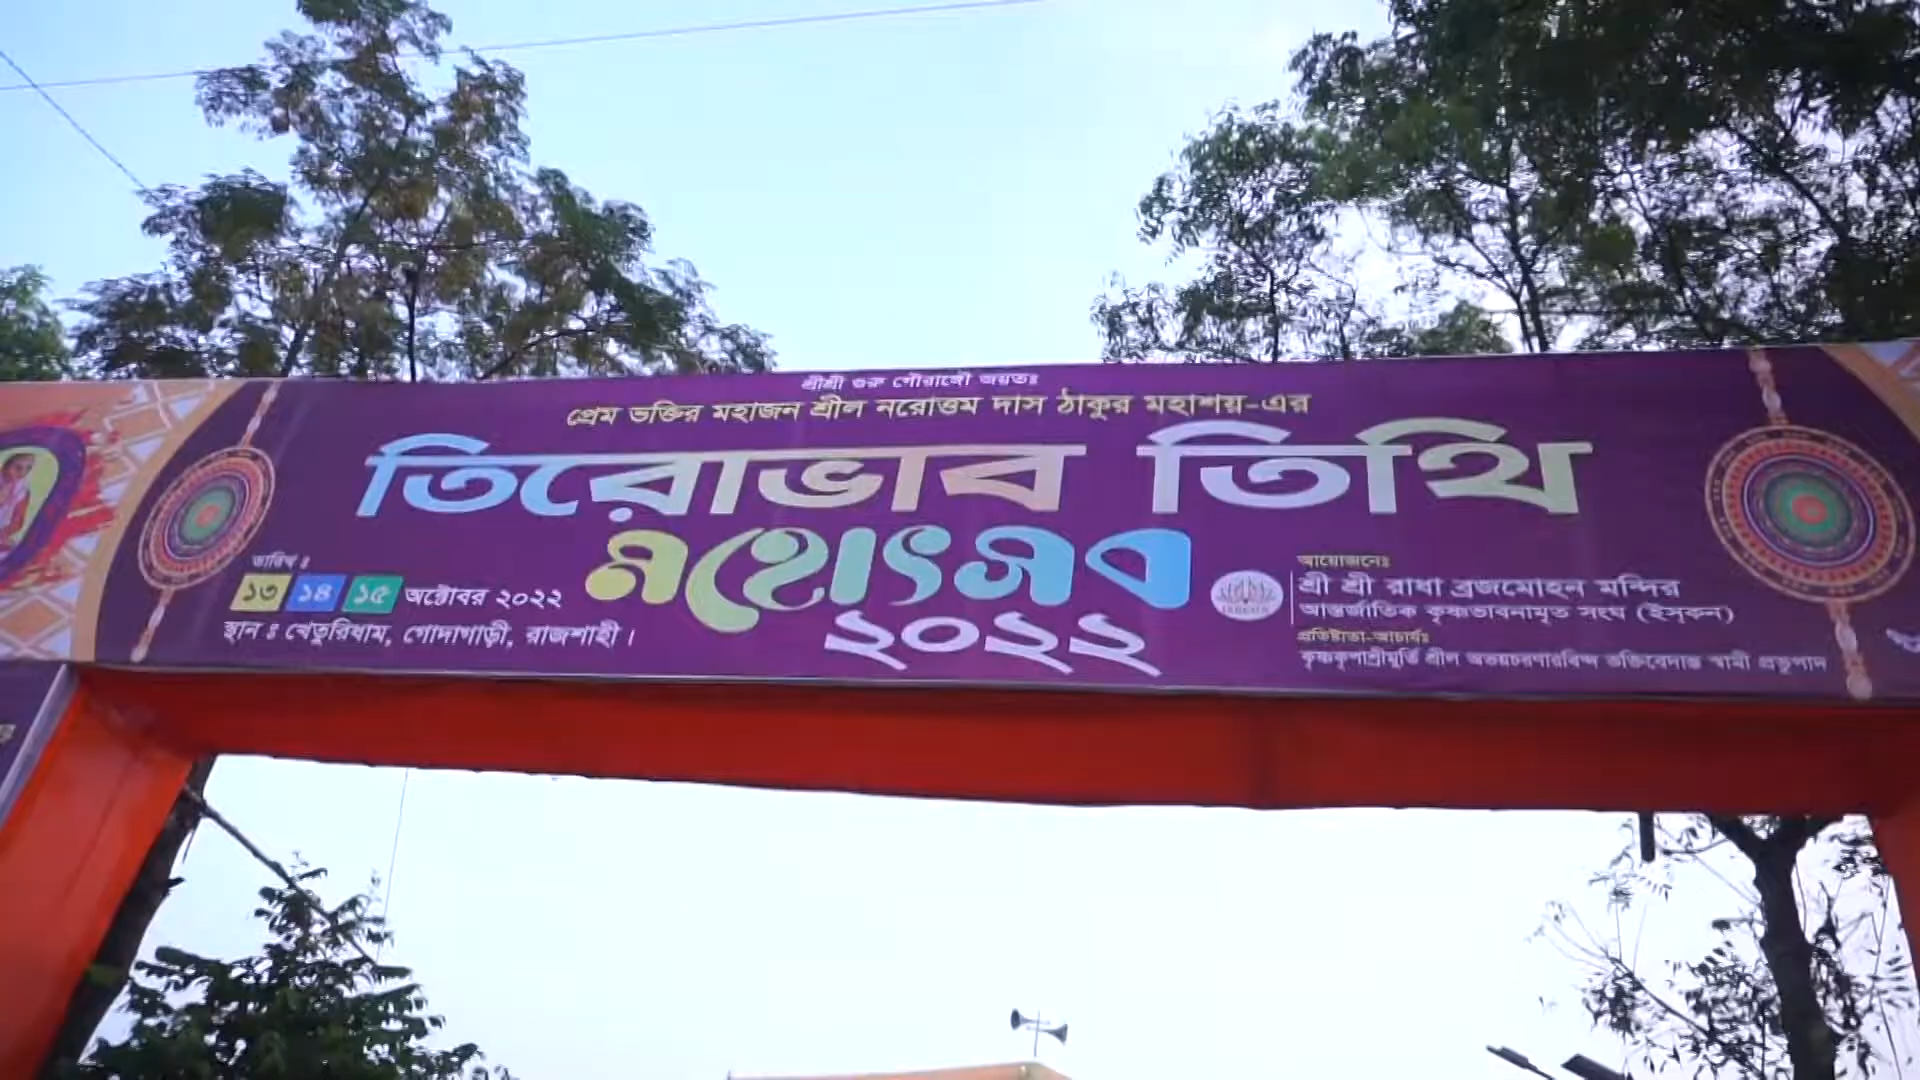 শ্রীশ্রী গুরু গৌরাঙ্গৌ জয়তঃ
প্রেম ভক্তির মহাজন শ্রীল নরোত্তম দাস ঠাকুর মহাশয়-এর
তিরোভাব তিথি
মহোৎসব
২০২২
তারিখ ঃ
১৩ ১৪ ১৫ অক্টোবর ২০২২
স্থান ঃ খেতুরিধাম, গোদাগাড়ী, রাজশাহী।
আয়োজনেঃ
শ্রী শ্রী রাধা ব্রজমোহন মন্দির
আন্তর্জাতিক কৃষ্ণভাবনামৃত সংঘ (ইসকন)
প্রতিষ্ঠাতা-আচার্যঃ
কৃষ্ণকৃপাশ্রীমূর্তি শ্রীল অভয়চরণারবিন্দ ভক্তিবেদান্ত স্বামী প্রভুপাদ